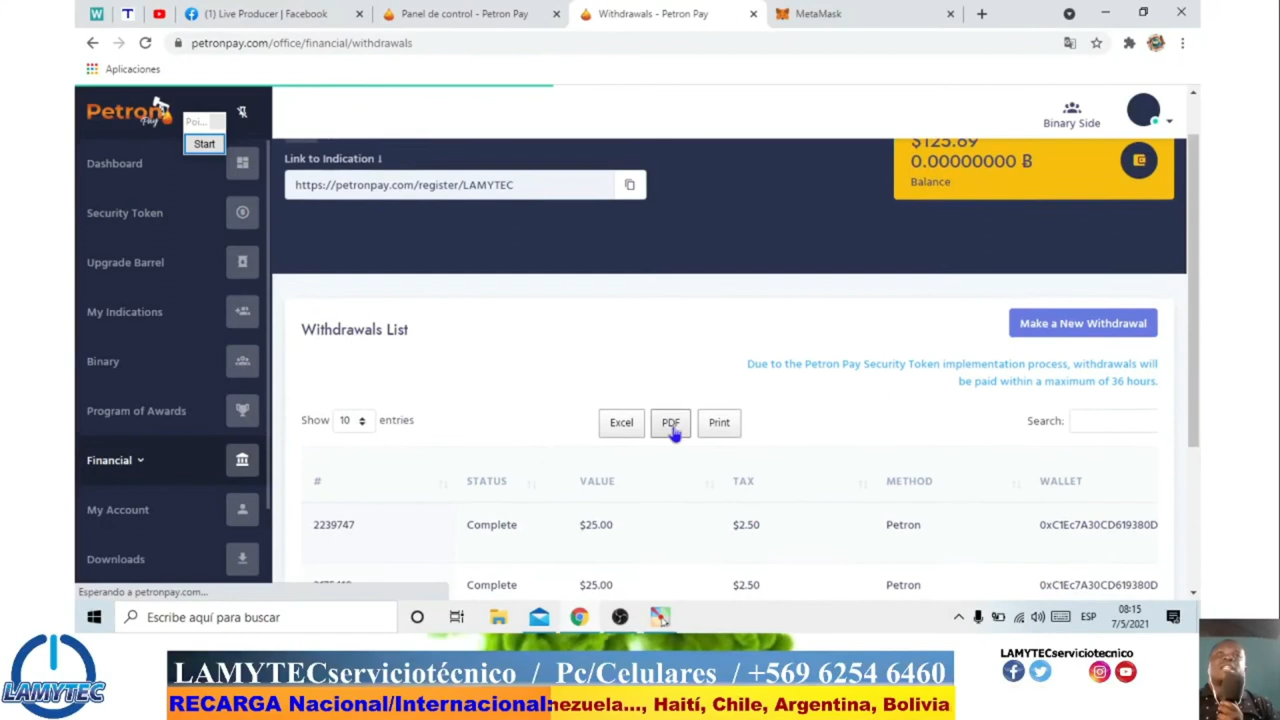 W
T
(1) Live Producer | Facebook
Panel de control - Petron Pay
Withdrawals - Petron Pay
MetaMask
petronpay.com/office/financial/withdrawals
Aplicaciones
Petron
Pay
Poi...
Start
Binary Side
Dashboard
Security Token
Upgrade Barrel
My Indications
Binary
Program of Awards
Financial
My Account
Downloads
Link to Indication
https://petronpay.com/register/LAMYTEC
$125.89
0.00000000 Ƀ
Balance
Withdrawals List
Make a New Withdrawal
Due to the Petron Pay Security Token implementation process, withdrawals will
be paid within a maximum of 36 hours.
Show 10 entries
Excel PDF Print
Search:
# STATUS VALUE TAX METHOD WALLET
2239747 Complete $25.00 $2.50 Petron 0xC1Ec7A30CD619380D
Complete $25.00 $2.50 Petron 0xC1Ec7A30CD619380D
Esperando a petronpay.com...
Escribe aquí para buscar
ESP
08:15
7/5/2021
LAMYTEC
LAMYTECserviciotécnico / Pc/Celulares / +569 6254 6460
RECARGA Nacional/Internacional:nezuela..., Haití, Chile, Argentina, Bolivia
LAMYTECserviciotecnico